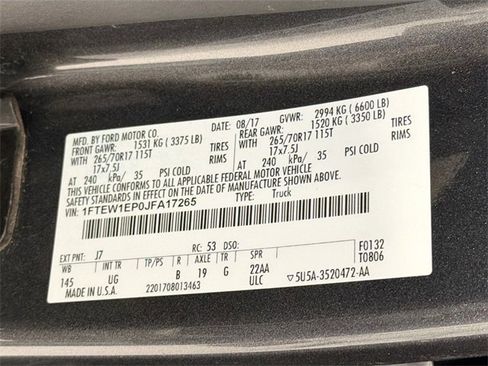 MFD. BY FORD MOTOR CO.
DATE: 08/17 GVWR: 2994 KG ( 6600 LB)
FRONT GAWR: 1531 KG ( 3375 LB) REAR GAWR: 1520 KG ( 3350 LB)
WITH 265/70R17 115T TIRES WITH 265/70R17 115T TIRES
17x7.5J RIMS 17x7.5J RIMS
AT 240 kPa/ 35 PSI COLD AT 240 kPa/ 35 PSI COLD
THIS VEHICLE CONFORMS TO ALL APPLICABLE FEDERAL MOTOR VEHICLE
SAFETY STANDARDS IN EFFECT ON THE DATE OF MANUFACTURE SHOWN ABOVE.
VIN: 1FTEW1EP0JFA17265 TYPE: Truck
EXT PNT: J7 RC: 53 DSO: F0132
WB INT TR TP/PS R AXLE TR SPR T0806
145 UG B 19 G 22AA
MADE IN U.S.A. 2201708013463 ULC 5U5A-3520472-AA